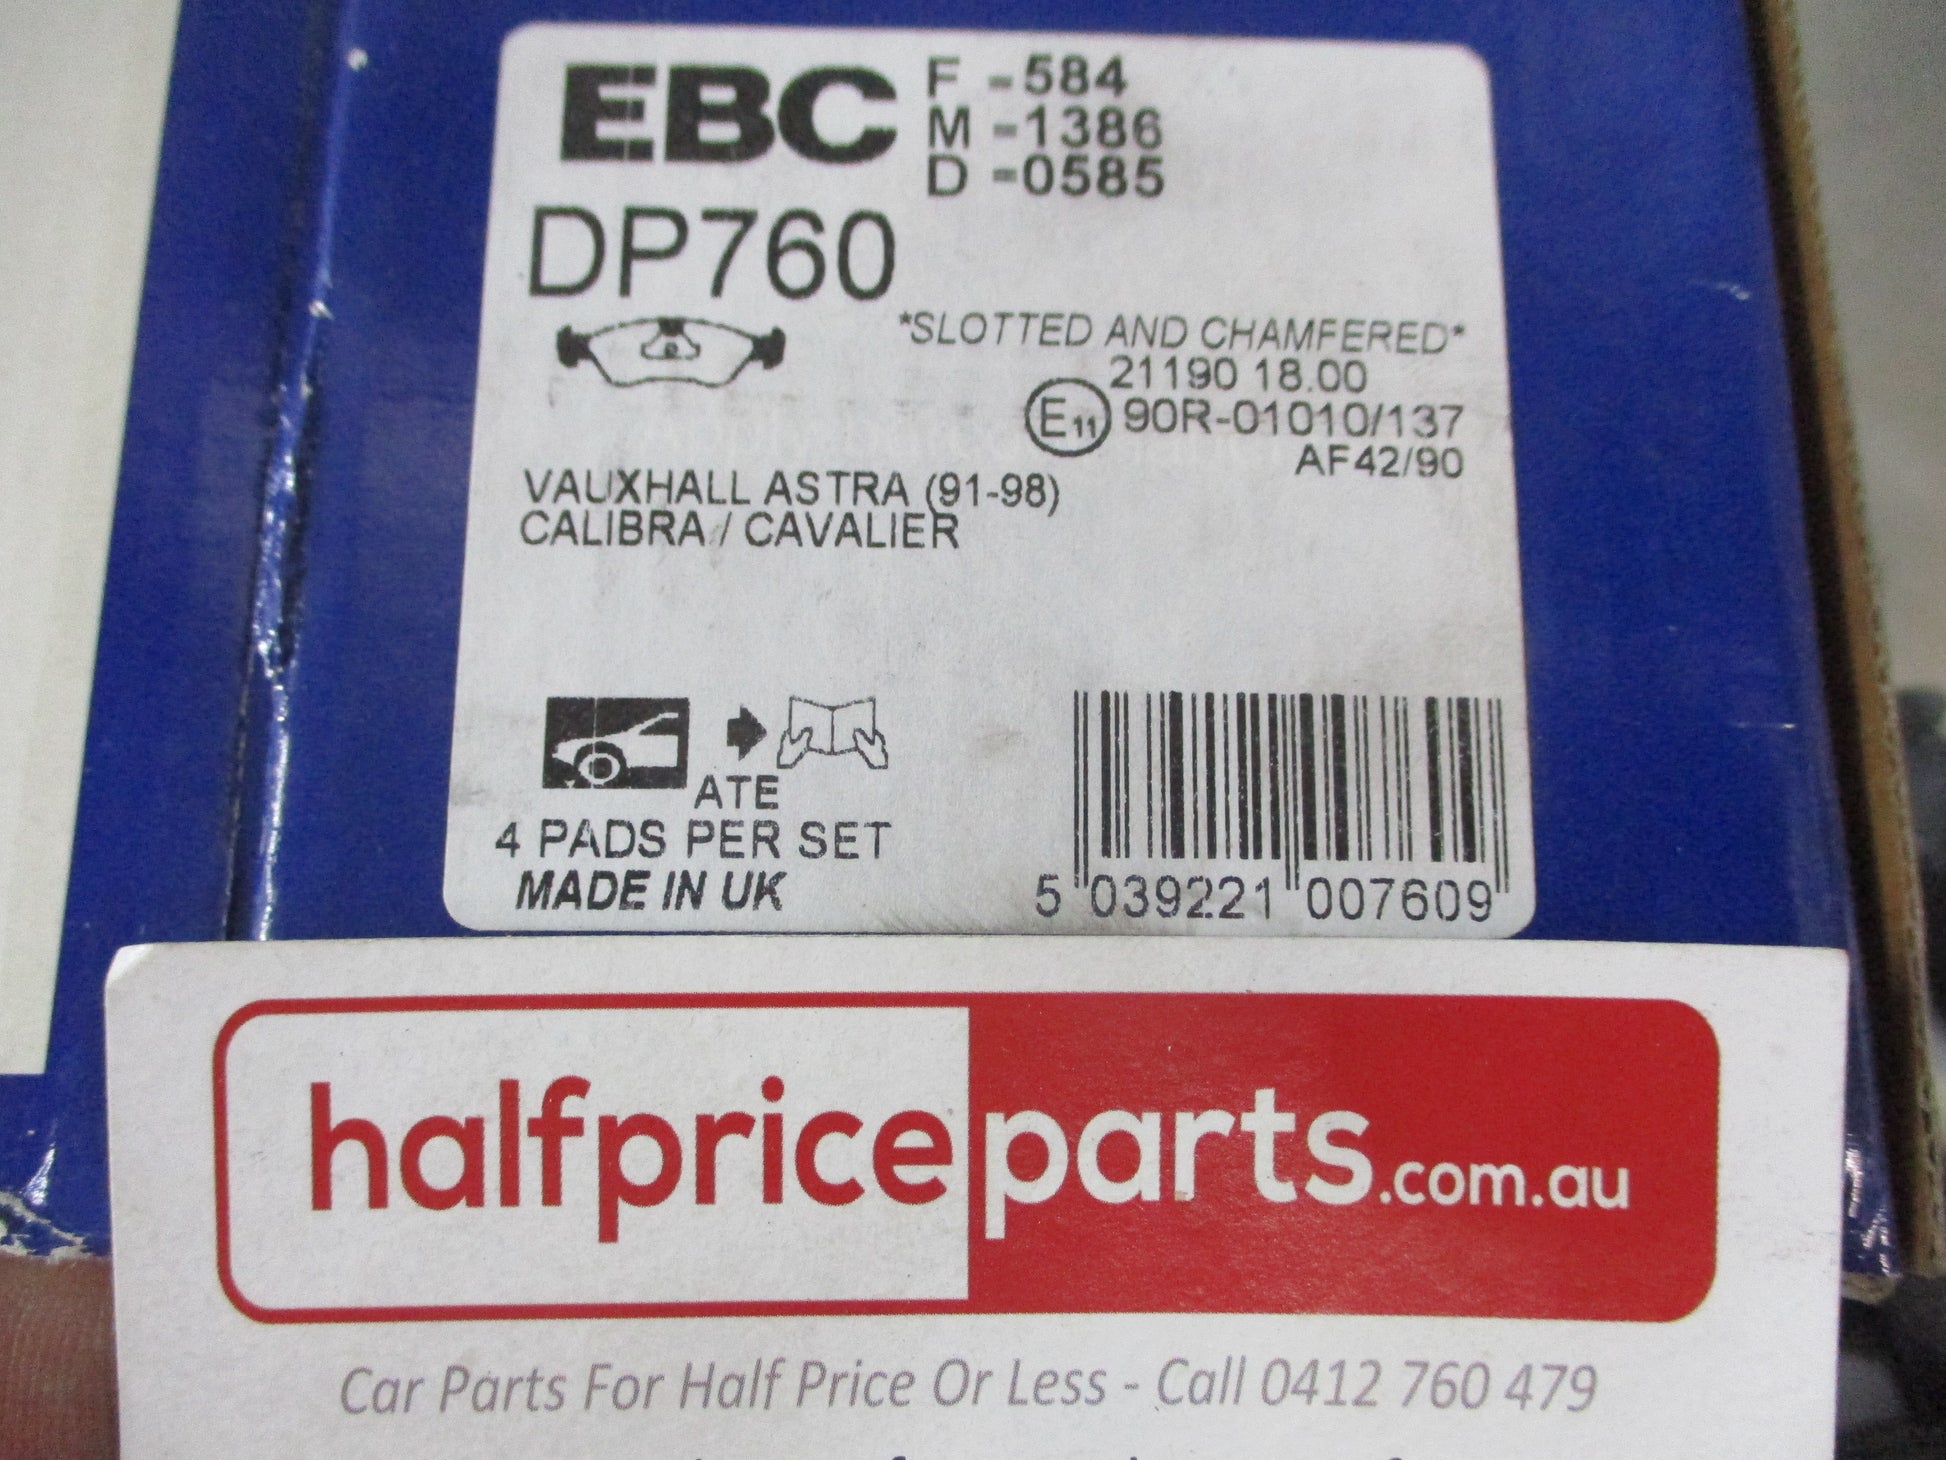 EBC
F -584
M -1386
D -0585
DP760
*SLOTTED AND CHAMFERED*
21190 18.00
E11 90R-01010/137
AF42/90
VAUXHALL ASTRA (91-98)
CALIBRA / CAVALIER
ATE
4 PADS PER SET
MADE IN UK
5 039221 007609
halfpriceparts.com.au
Car Parts For Half Price Or Less - Call 0412 760 479